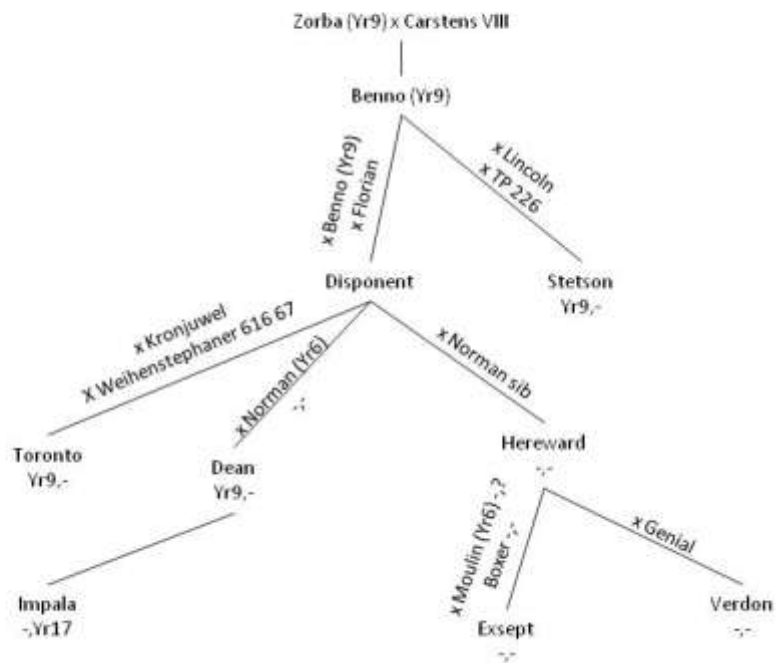 Zorba (Yr9) x Carstens VIII
Benno (Yr9)
x Benno (Yr9)
x Florian
x Lincoln
x TP 226
Disponent
Stetson
Yr9,-
x Kronjuwel
X Weihenstephaner 616 67
x Norman (Yr6)
-,-
x Norman sib
Toronto
Yr9,-
Dean
Yr9,-
Hereward
-,-
x Moulin (Yr6) -,?
Boxer -,-
x Genial
Impala
-,Yr17
Exsept
-,-
Verdon
-,-